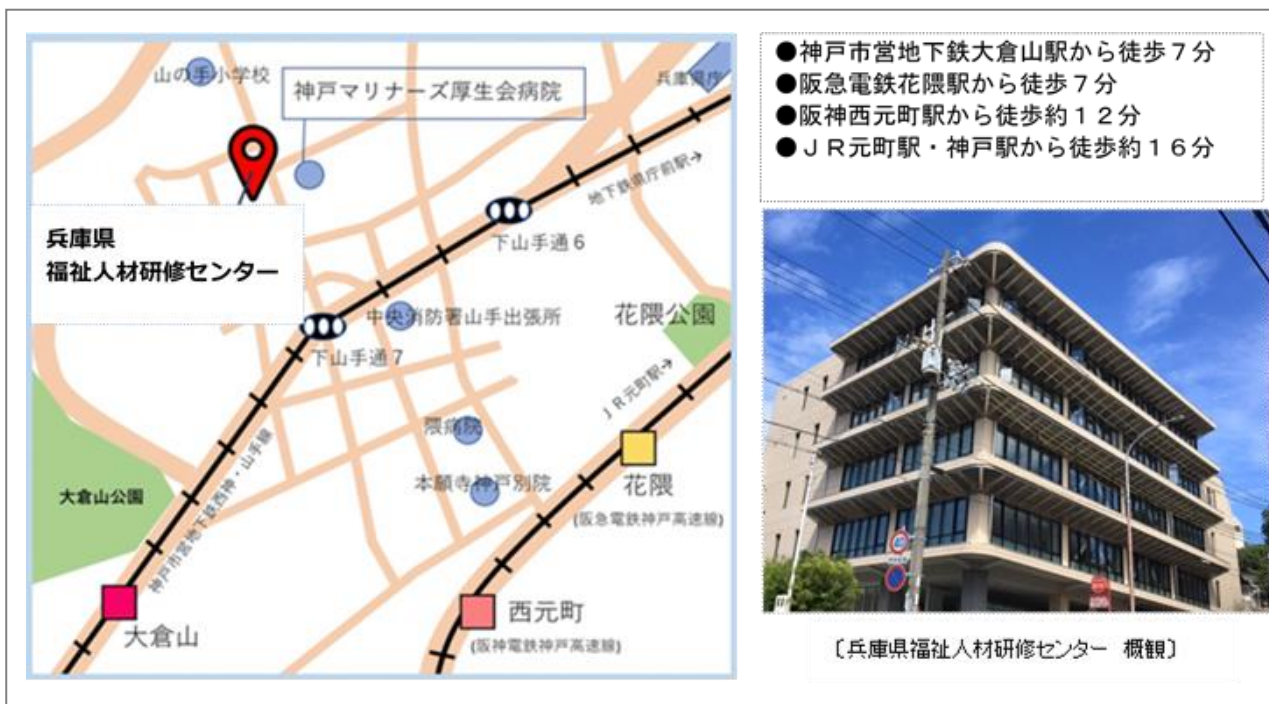 山の手小学校
神戸マリナーズ厚生会病院
兵庫県庁
地下鉄県庁前駅→
下山手通6
兵庫県
福祉人材研修センター
中央消防署山手出張所
花隈公園
下山手通7
JR元町駅→
隈病院
花隈
本願寺神戸別院
(阪急電鉄神戸高速線)
大倉山公園
神戸市営地下鉄西神・山手線
大倉山
西元町
(阪神電鉄神戸高速線)
●神戸市営地下鉄大倉山駅から徒歩7分
●阪急電鉄花隈駅から徒歩7分
●阪神西元町駅から徒歩約12分
●JR元町駅・神戸駅から徒歩約16分
〔兵庫県福祉人材研修センター 概観〕